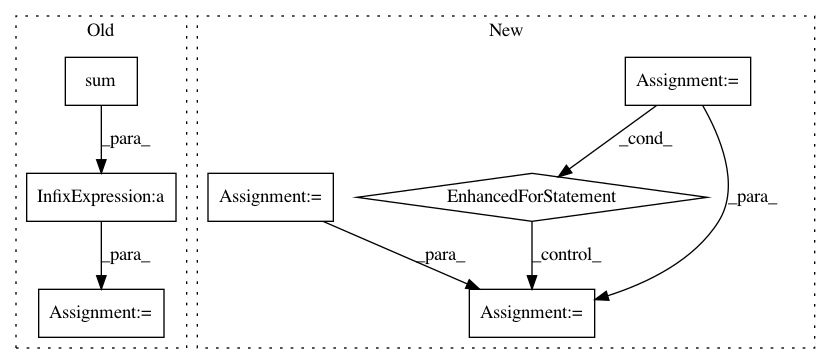 Old
New
sum
Assignment:=
_para_
_cond_
InfixExpression:a
Assignment:=
EnhancedForStatement
_para_
_para_
_para_
_control_
Assignment:=
Assignment:=